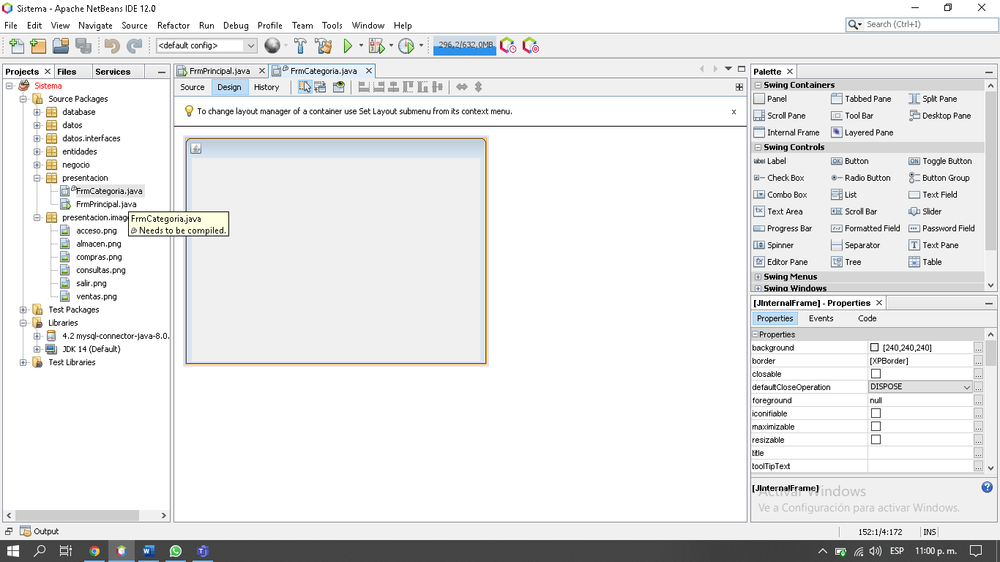 Sistema - Apache NetBeans IDE 12.0
File Edit View Navigate Source Refactor Run Debug Profile Team Tools Window Help
Search (Ctrl+I)
<default config>
296,2/632,0MB
Projects Files Services
Sistema
Source Packages
database
datos
datos.interfaces
entidades
negocio
presentacion
FrmCategoria.java
FrmPrincipal.java
presentacion.imag
acceso.png
almacen.png
compras.png
consultas.png
salir.png
ventas.png
Test Packages
Libraries
4.2 mysql-connector-java-8.0.
JDK 14 (Default)
Test Libraries
FrmCategoria.java
Needs to be compiled.
FrmPrincipal.java FrmCategoria.java
Source Design History
To change layout manager of a container use Set Layout submenu from its context menu.
x
Palette
Swing Containers
Panel Tabbed Pane Split Pane
Scroll Pane Tool Bar Desktop Pane
Internal Frame Layered Pane
Swing Controls
label Label OK Button ON Toggle Button
Check Box Radio Button Button Group
Combo Box List Text Field
Text Area Scroll Bar Slider
Progress Bar Formatted Field Password Field
Spinner Separator Text Pane
Editor Pane Tree Table
Swing Menus
Swing Windows
[JInternalFrame] - Properties
Properties Events Code
Properties
background [240,240,240] ...
border [XPBorder] ...
closable ...
defaultCloseOperation DISPOSE ...
foreground null ...
iconifiable ...
maximizable ...
resizable ...
title ...
toolTipText ...
[JInternalFrame]
Activar Windows
Ve a Configuración para activar Windows.
Output
152:1/4:172 INS
ESP 11:00 p. m.